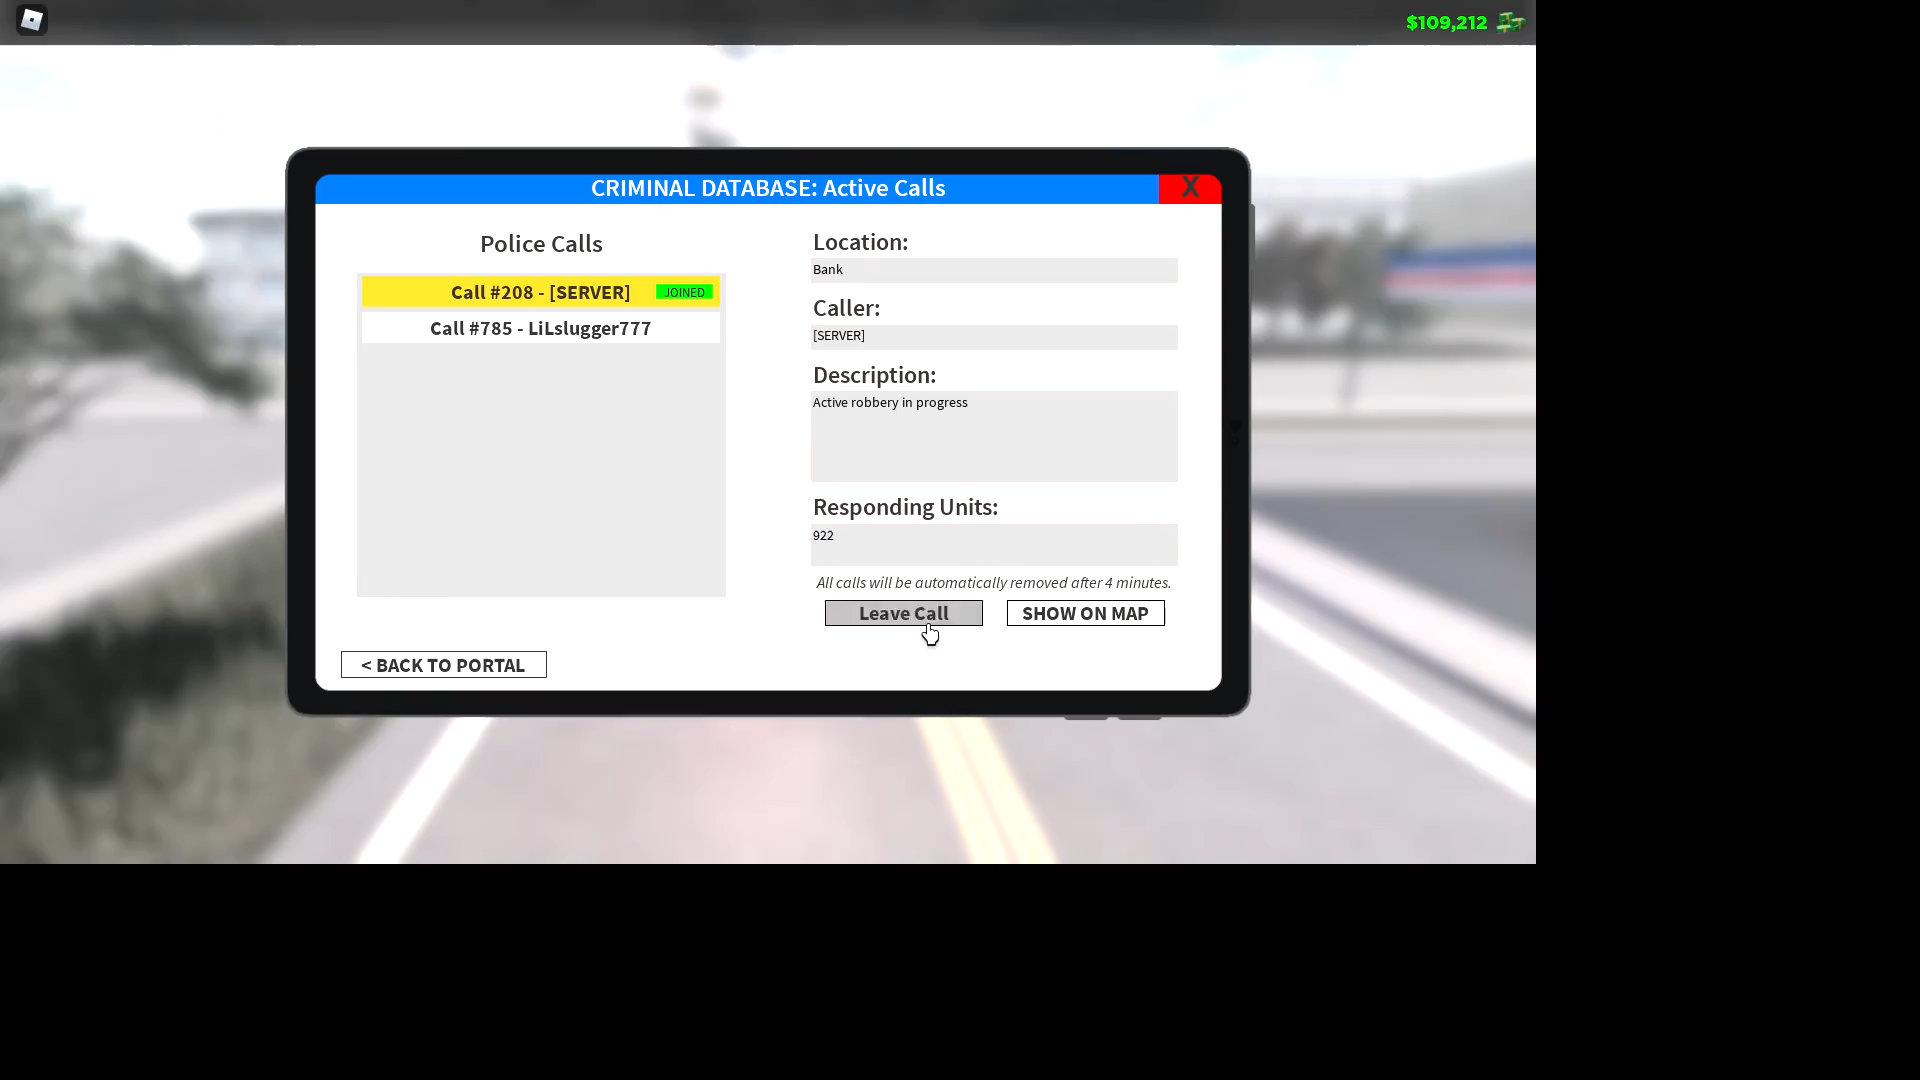 $109,212
CRIMINAL DATABASE: Active Calls
X
Police Calls
Call #208 - [SERVER]
JOINED
Call #785 - LiLslugger777
Location:
Bank
Caller:
[SERVER]
Description:
Active robbery in progress
Responding Units:
922
All calls will be automatically removed after 4 minutes.
Leave Call
SHOW ON MAP
< BACK TO PORTAL